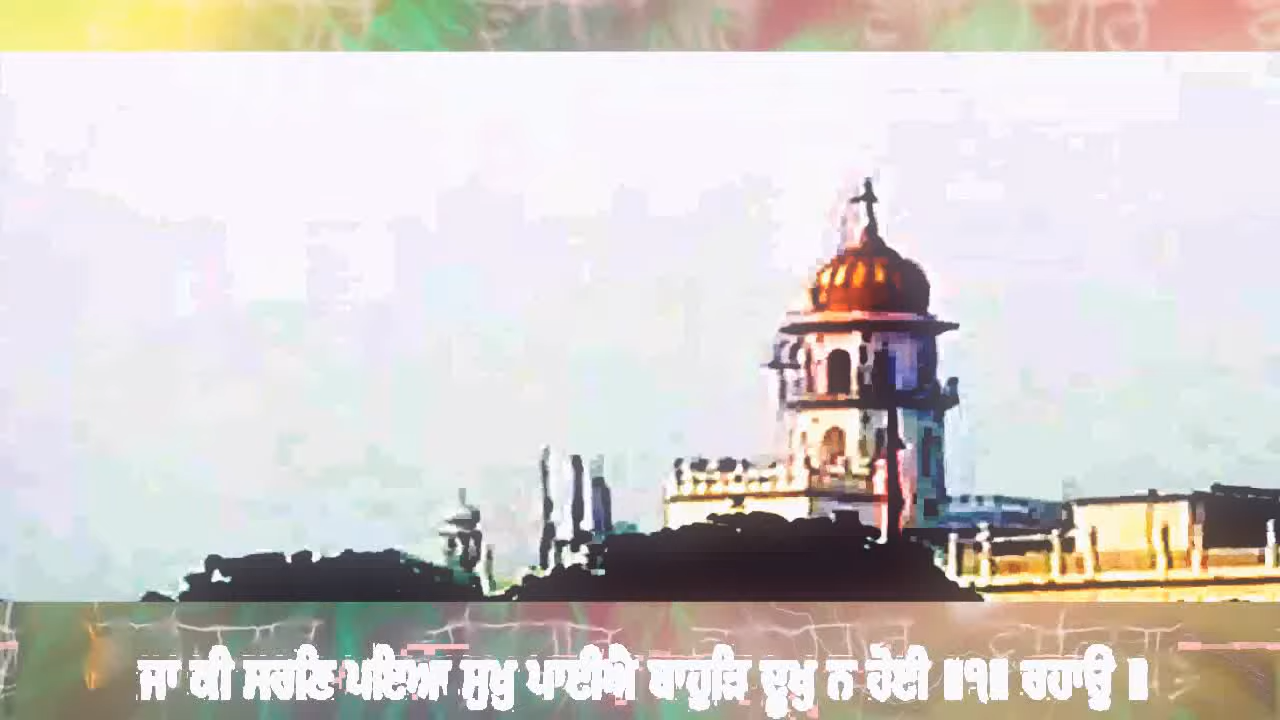 ਜਾ ਕੀ ਸਰਣਿ ਪਇਆ ਸੁਖੁ ਪਾਈਐ ਬਾਹੁੜਿ ਦੂਖੁ ਨ ਹੋਈ ॥੧॥ ਰਹਾਉ ॥